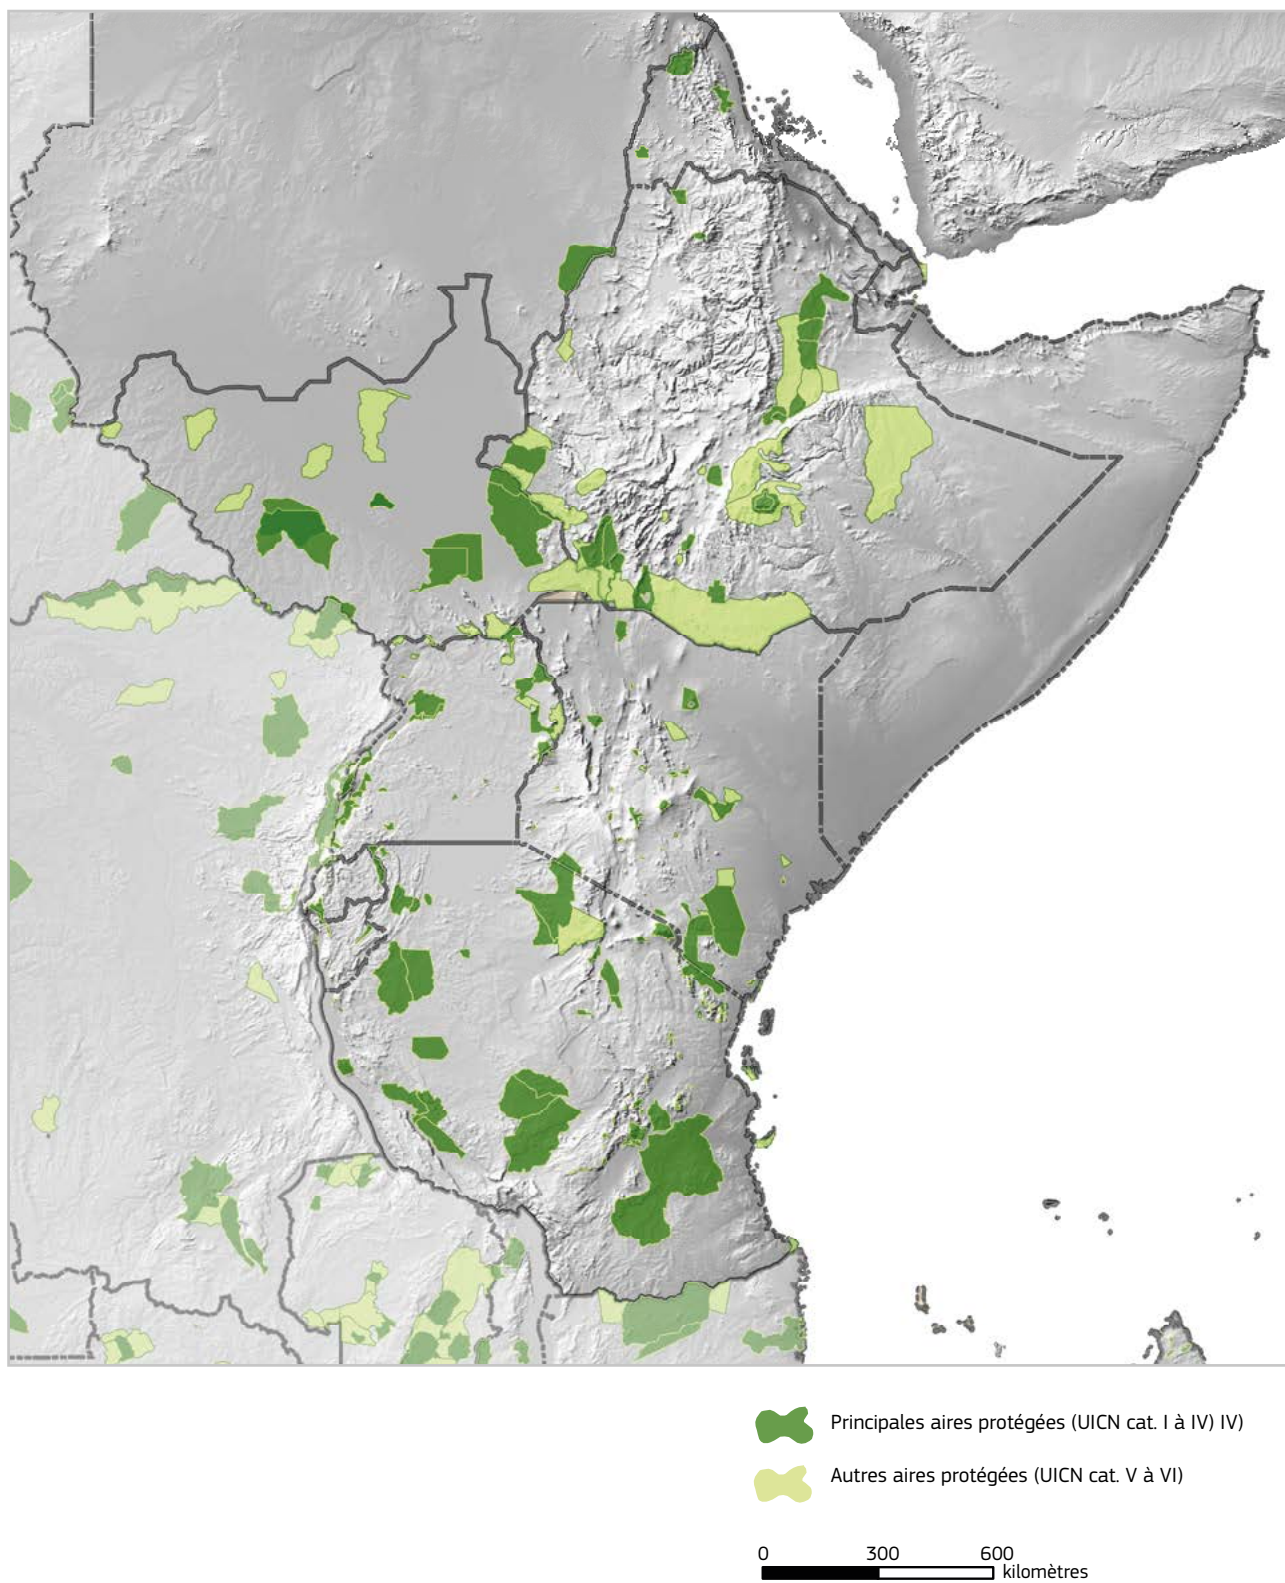 Principales aires protégées (UICN cat. I à IV) IV)
Autres aires protégées (UICN cat. V à VI)
0 300 600
kilomètres